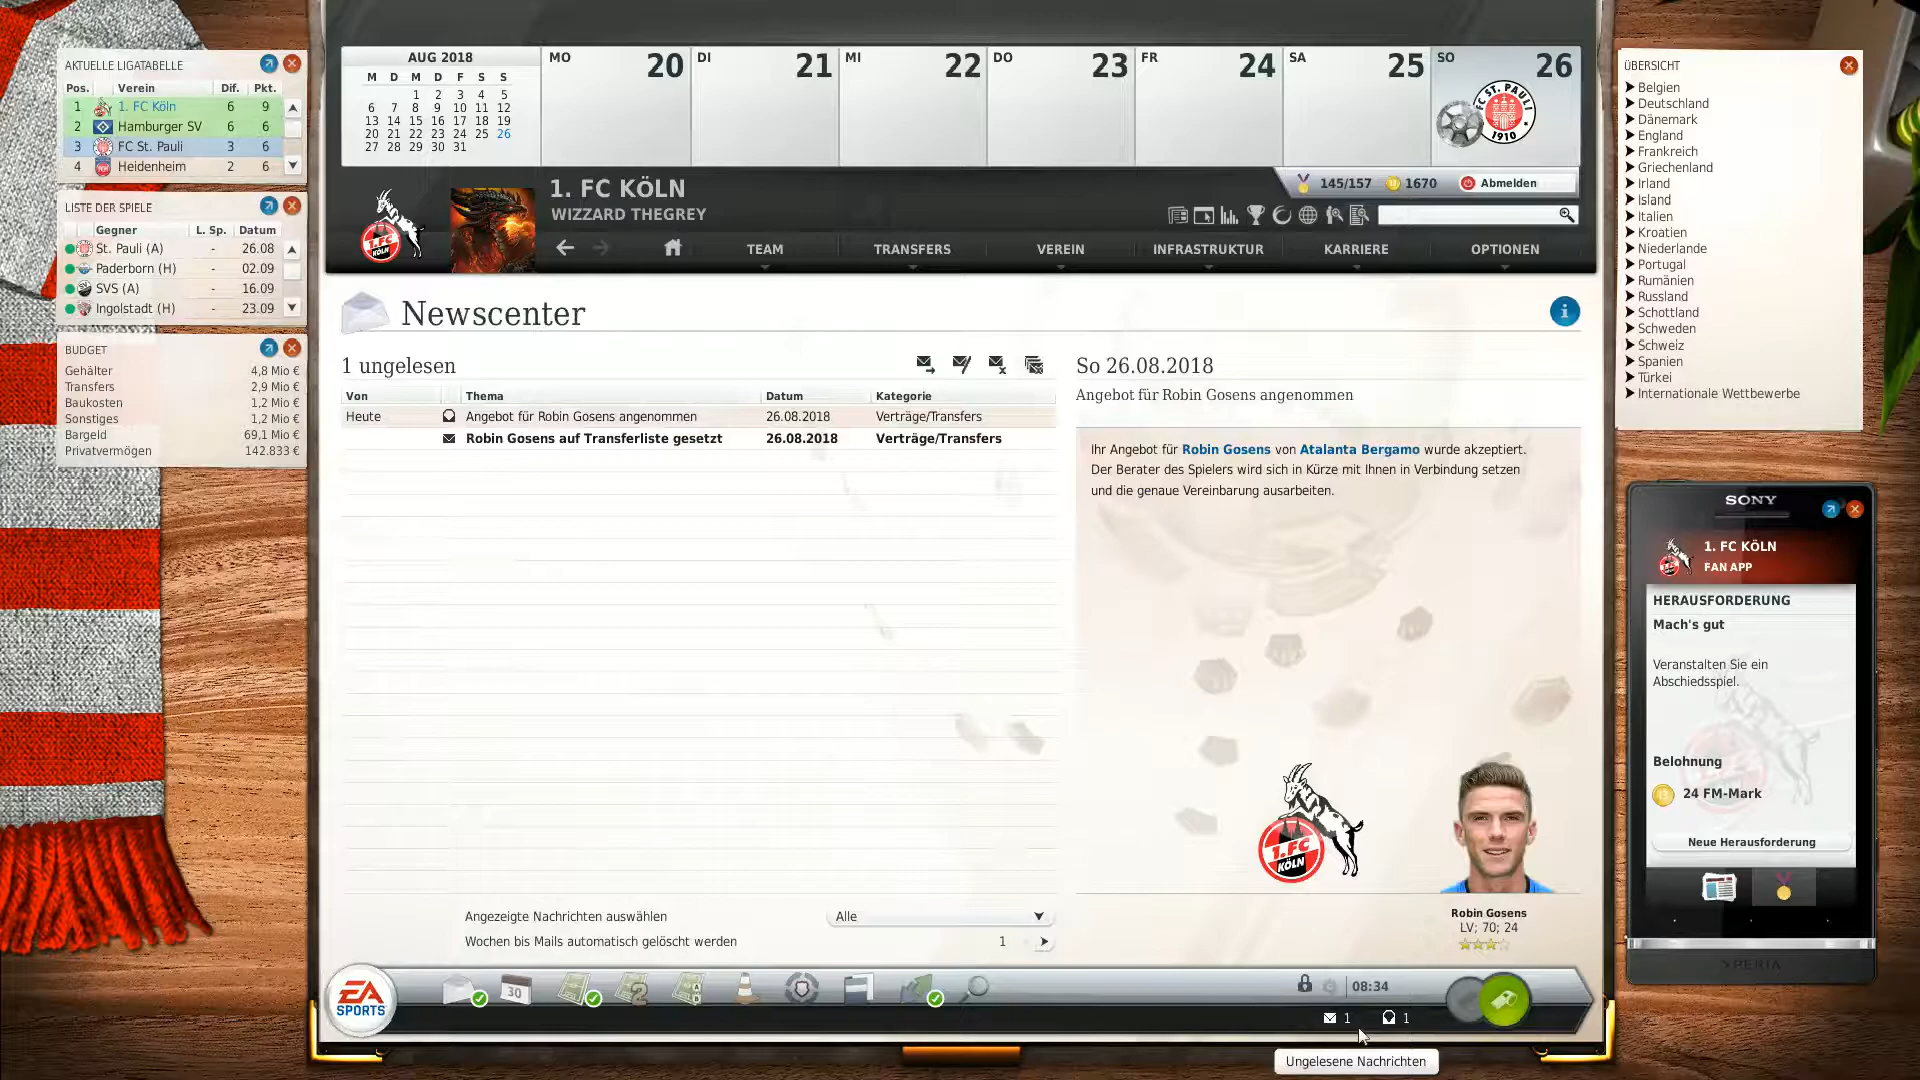 AKTUELLE LIGATABELLE
Pos. Verein Dif. Pkt.
1 1. FC Köln 6 9
2 Hamburger SV 6 6
3 FC St. Pauli 3 6
4 Heidenheim 2 6
LISTE DER SPIELE
Gegner L. Sp. Datum
St. Pauli (A) - 26.08
Paderborn (H) - 02.09
SVS (A) - 16.09
Ingolstadt (H) - 23.09
BUDGET
Gehälter 4,8 Mio €
Transfers 2,9 Mio €
Baukosten 1,2 Mio €
Sonstiges 1,2 Mio €
Bargeld 69,1 Mio €
Privatvermögen 142.833 €
AUG 2018
M D M D F S S
1 2 3 4 5
6 7 8 9 10 11 12
13 14 15 16 17 18 19
20 21 22 23 24 25 26
27 28 29 30 31
MO 20 DI 21 MI 22 DO 23 FR 24 SA 25 SO 26
FC ST. PAULI
1910
1. FC KÖLN
WIZZARD THEGREY
145/157 1670 Abmelden
1.FC KÖLN
TEAM TRANSFERS VEREIN INFRASTRUKTUR KARRIERE OPTIONEN
Newscenter
1 ungelesen
Von Thema Datum Kategorie
Heute Angebot für Robin Gosens angenommen 26.08.2018 Verträge/Transfers
Robin Gosens auf Transferliste gesetzt 26.08.2018 Verträge/Transfers
Angezeigte Nachrichten auswählen Alle
Wochen bis Mails automatisch gelöscht werden 1
So 26.08.2018
Angebot für Robin Gosens angenommen
Ihr Angebot für Robin Gosens von Atalanta Bergamo wurde akzeptiert.
Der Berater des Spielers wird sich in Kürze mit Ihnen in Verbindung setzen
und die genaue Vereinbarung ausarbeiten.
1.FC
KÖLN
Robin Gosens
LV; 70; 24
EA
SPORTS
30
2
08:34
1 1
Ungelesene Nachrichten
ÜBERSICHT
Belgien
Deutschland
Dänemark
England
Frankreich
Griechenland
Irland
Island
Italien
Kroatien
Niederlande
Portugal
Rumänien
Russland
Schottland
Schweden
Schweiz
Spanien
Türkei
Internationale Wettbewerbe
SONY
1. FC KÖLN
FAN APP
HERAUSFORDERUNG
Mach's gut
Veranstalten Sie ein
Abschiedsspiel.
Belohnung
24 FM-Mark
Neue Herausforderung
XPERIA